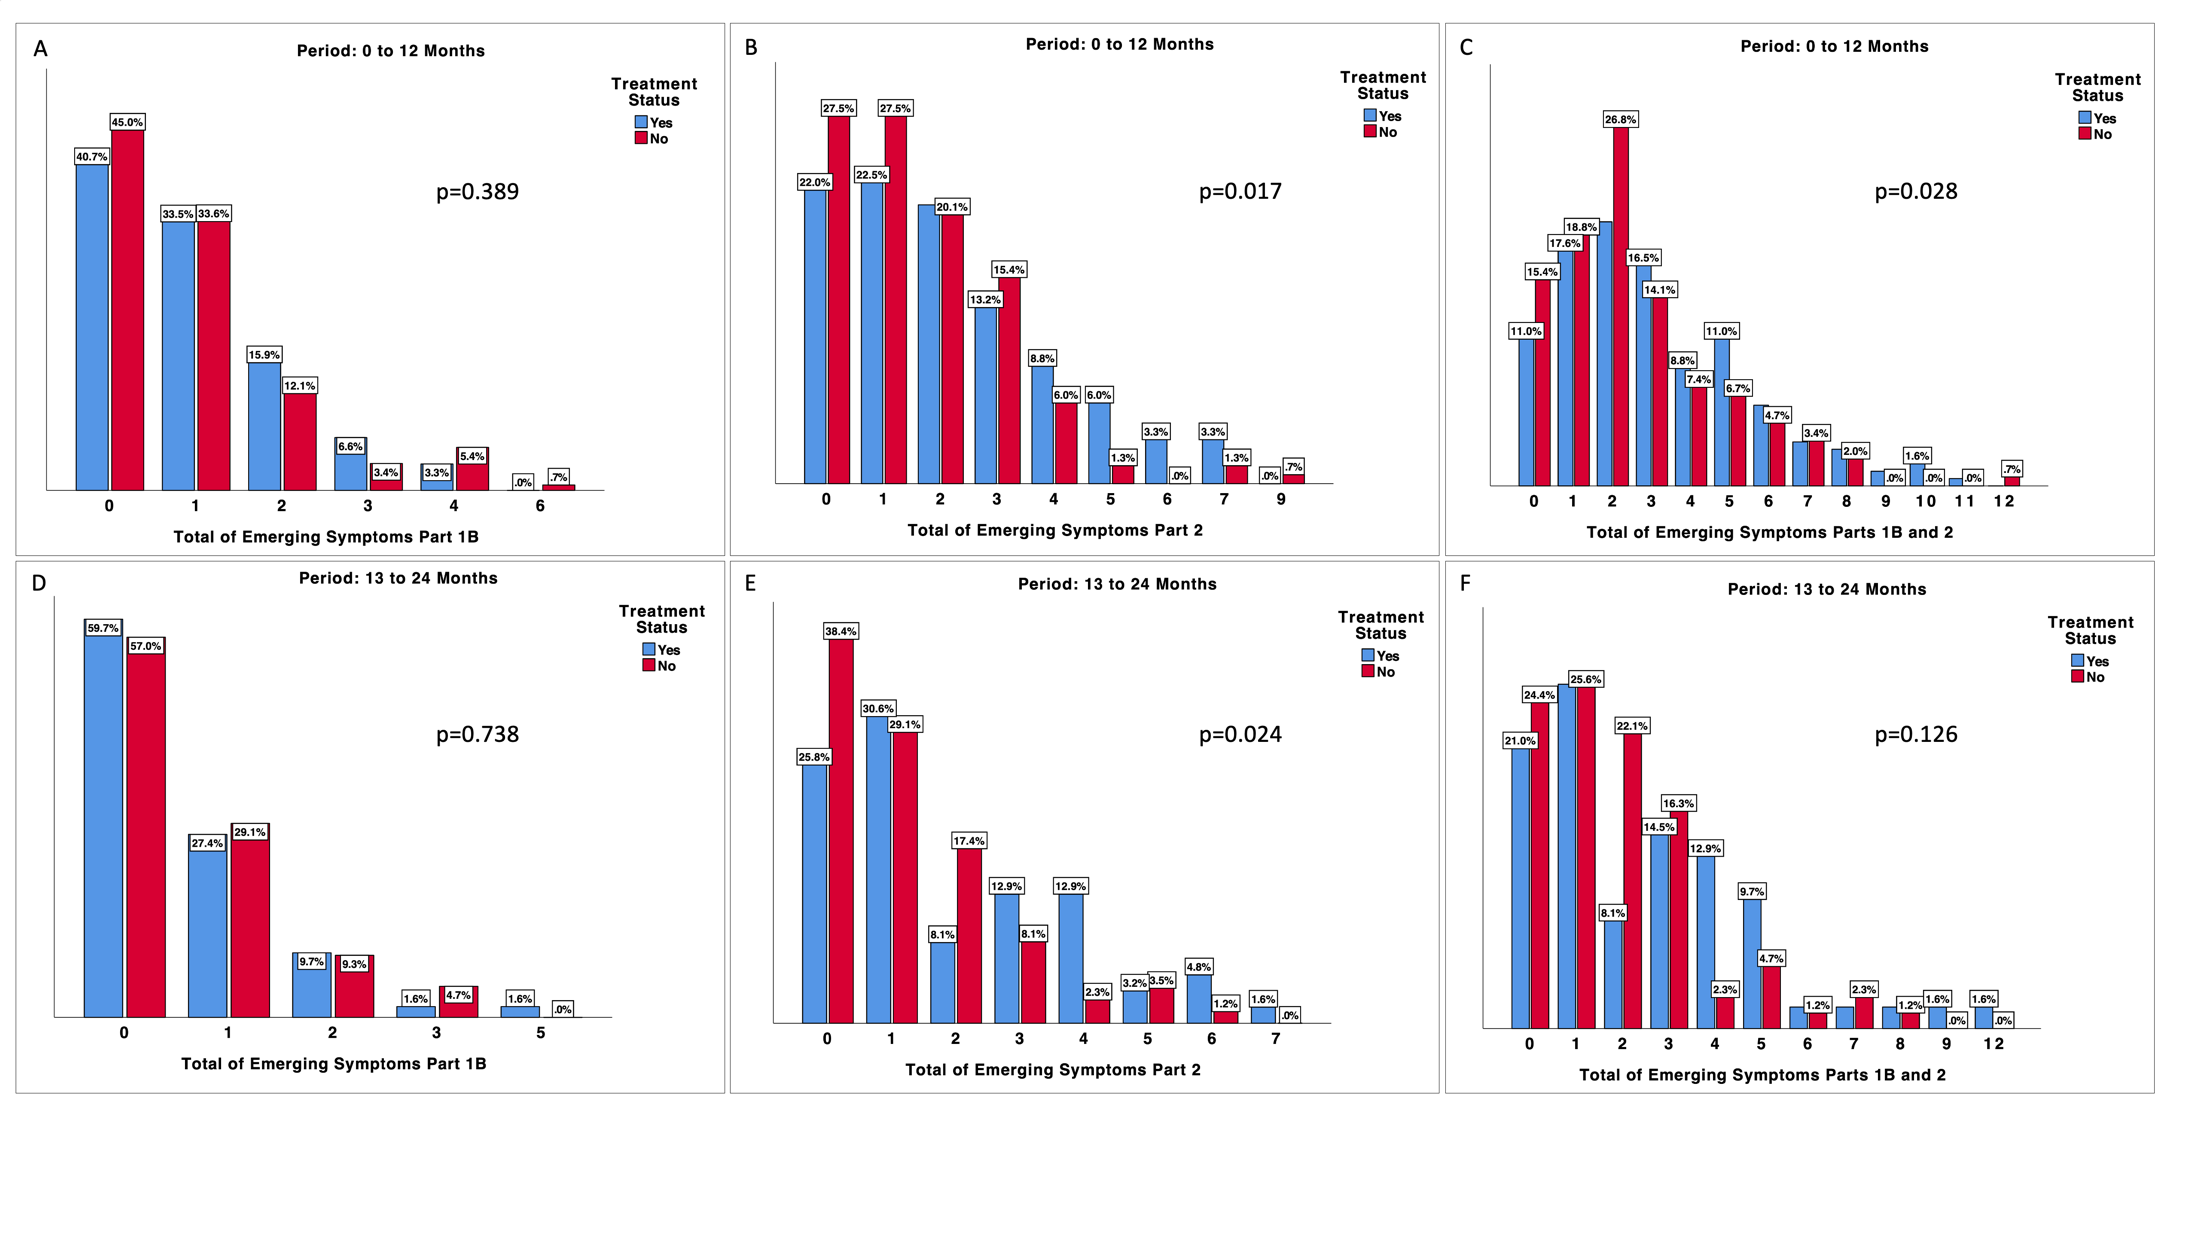 A
Period: 0 to 12 Months
Treatment
Status
Yes
No
45.0%
40.7%
33.5% 33.6%
p=0.389
15.9%
12.1%
6.6%
3.4%
3.3%
5.4%
.0%
.7%
0 1 2 3 4 6
Total of Emerging Symptoms Part 1B
B
Period: 0 to 12 Months
Treatment
Status
Yes
No
27.5% 27.5%
22.0% 22.5%
p=0.017
20.1%
13.2%
15.4%
8.8%
6.0% 6.0%
1.3%
3.3%
.0%
3.3%
1.3%
.0%
.7%
0 1 2 3 4 5 6 7 9
Total of Emerging Symptoms Part 2
C
Period: 0 to 12 Months
Treatment
Status
Yes
No
26.8%
18.8%
17.6%
15.4%
16.5%
14.1%
p=0.028
11.0%
11.0%
8.8%
7.4%
6.7%
4.7%
3.4%
2.0%
.0%
1.6%
.0%
.0%
.7%
0 1 2 3 4 5 6 7 8 9 10 11 12
Total of Emerging Symptoms Parts 1B and 2
D
Period: 13 to 24 Months
Treatment
Status
Yes
No
59.7%
57.0%
p=0.738
27.4%
29.1%
9.7% 9.3%
1.6%
4.7%
1.6%
.0%
0 1 2 3 5
Total of Emerging Symptoms Part 1B
E
Period: 13 to 24 Months
Treatment
Status
Yes
No
38.4%
30.6%
29.1%
25.8%
p=0.024
17.4%
8.1%
12.9%
8.1%
12.9%
2.3%
3.2% 3.5%
4.8%
1.2%
1.6%
.0%
0 1 2 3 4 5 6 7
Total of Emerging Symptoms Part 2
F
Period: 13 to 24 Months
Treatment
Status
Yes
No
25.6%
24.4%
21.0%
22.1%
p=0.126
8.1%
14.5%
16.3%
12.9%
2.3%
9.7%
4.7%
1.2%
2.3%
1.2%
1.6%
.0%
1.6%
.0%
0 1 2 3 4 5 6 7 8 9 12
Total of Emerging Symptoms Parts 1B and 2